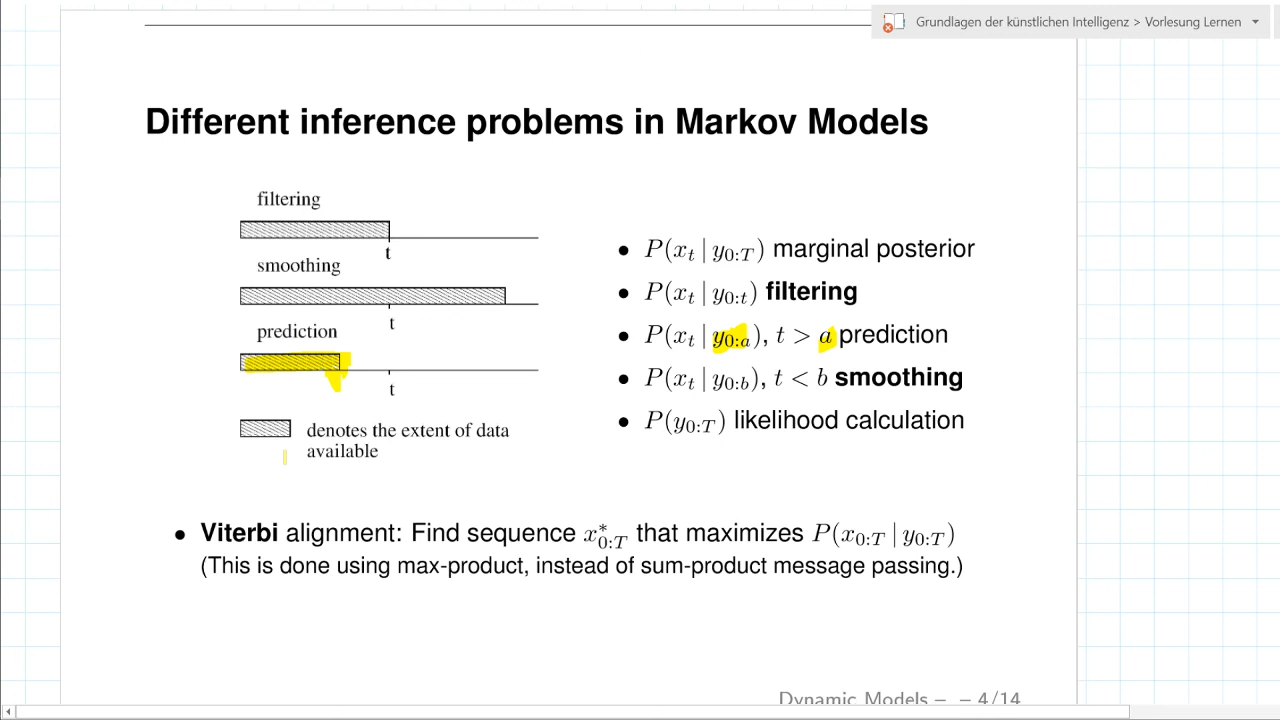 Grundlagen der künstlichen Intelligenz > Vorlesung Lernen
Different inference problems in Markov Models
filtering
t
smoothing
t
prediction
t
denotes the extent of data
available
• P(x_t | y_{0:T}) marginal posterior
• P(x_t | y_{0:t}) filtering
• P(x_t | y_{0:a}), t > a prediction
• P(x_t | y_{0:b}), t < b smoothing
• P(y_{0:T}) likelihood calculation
• Viterbi alignment: Find sequence x^*_{0:T} that maximizes P(x_{0:T} | y_{0:T})
(This is done using max-product, instead of sum-product message passing.)
Dynamic Models – – 4/14